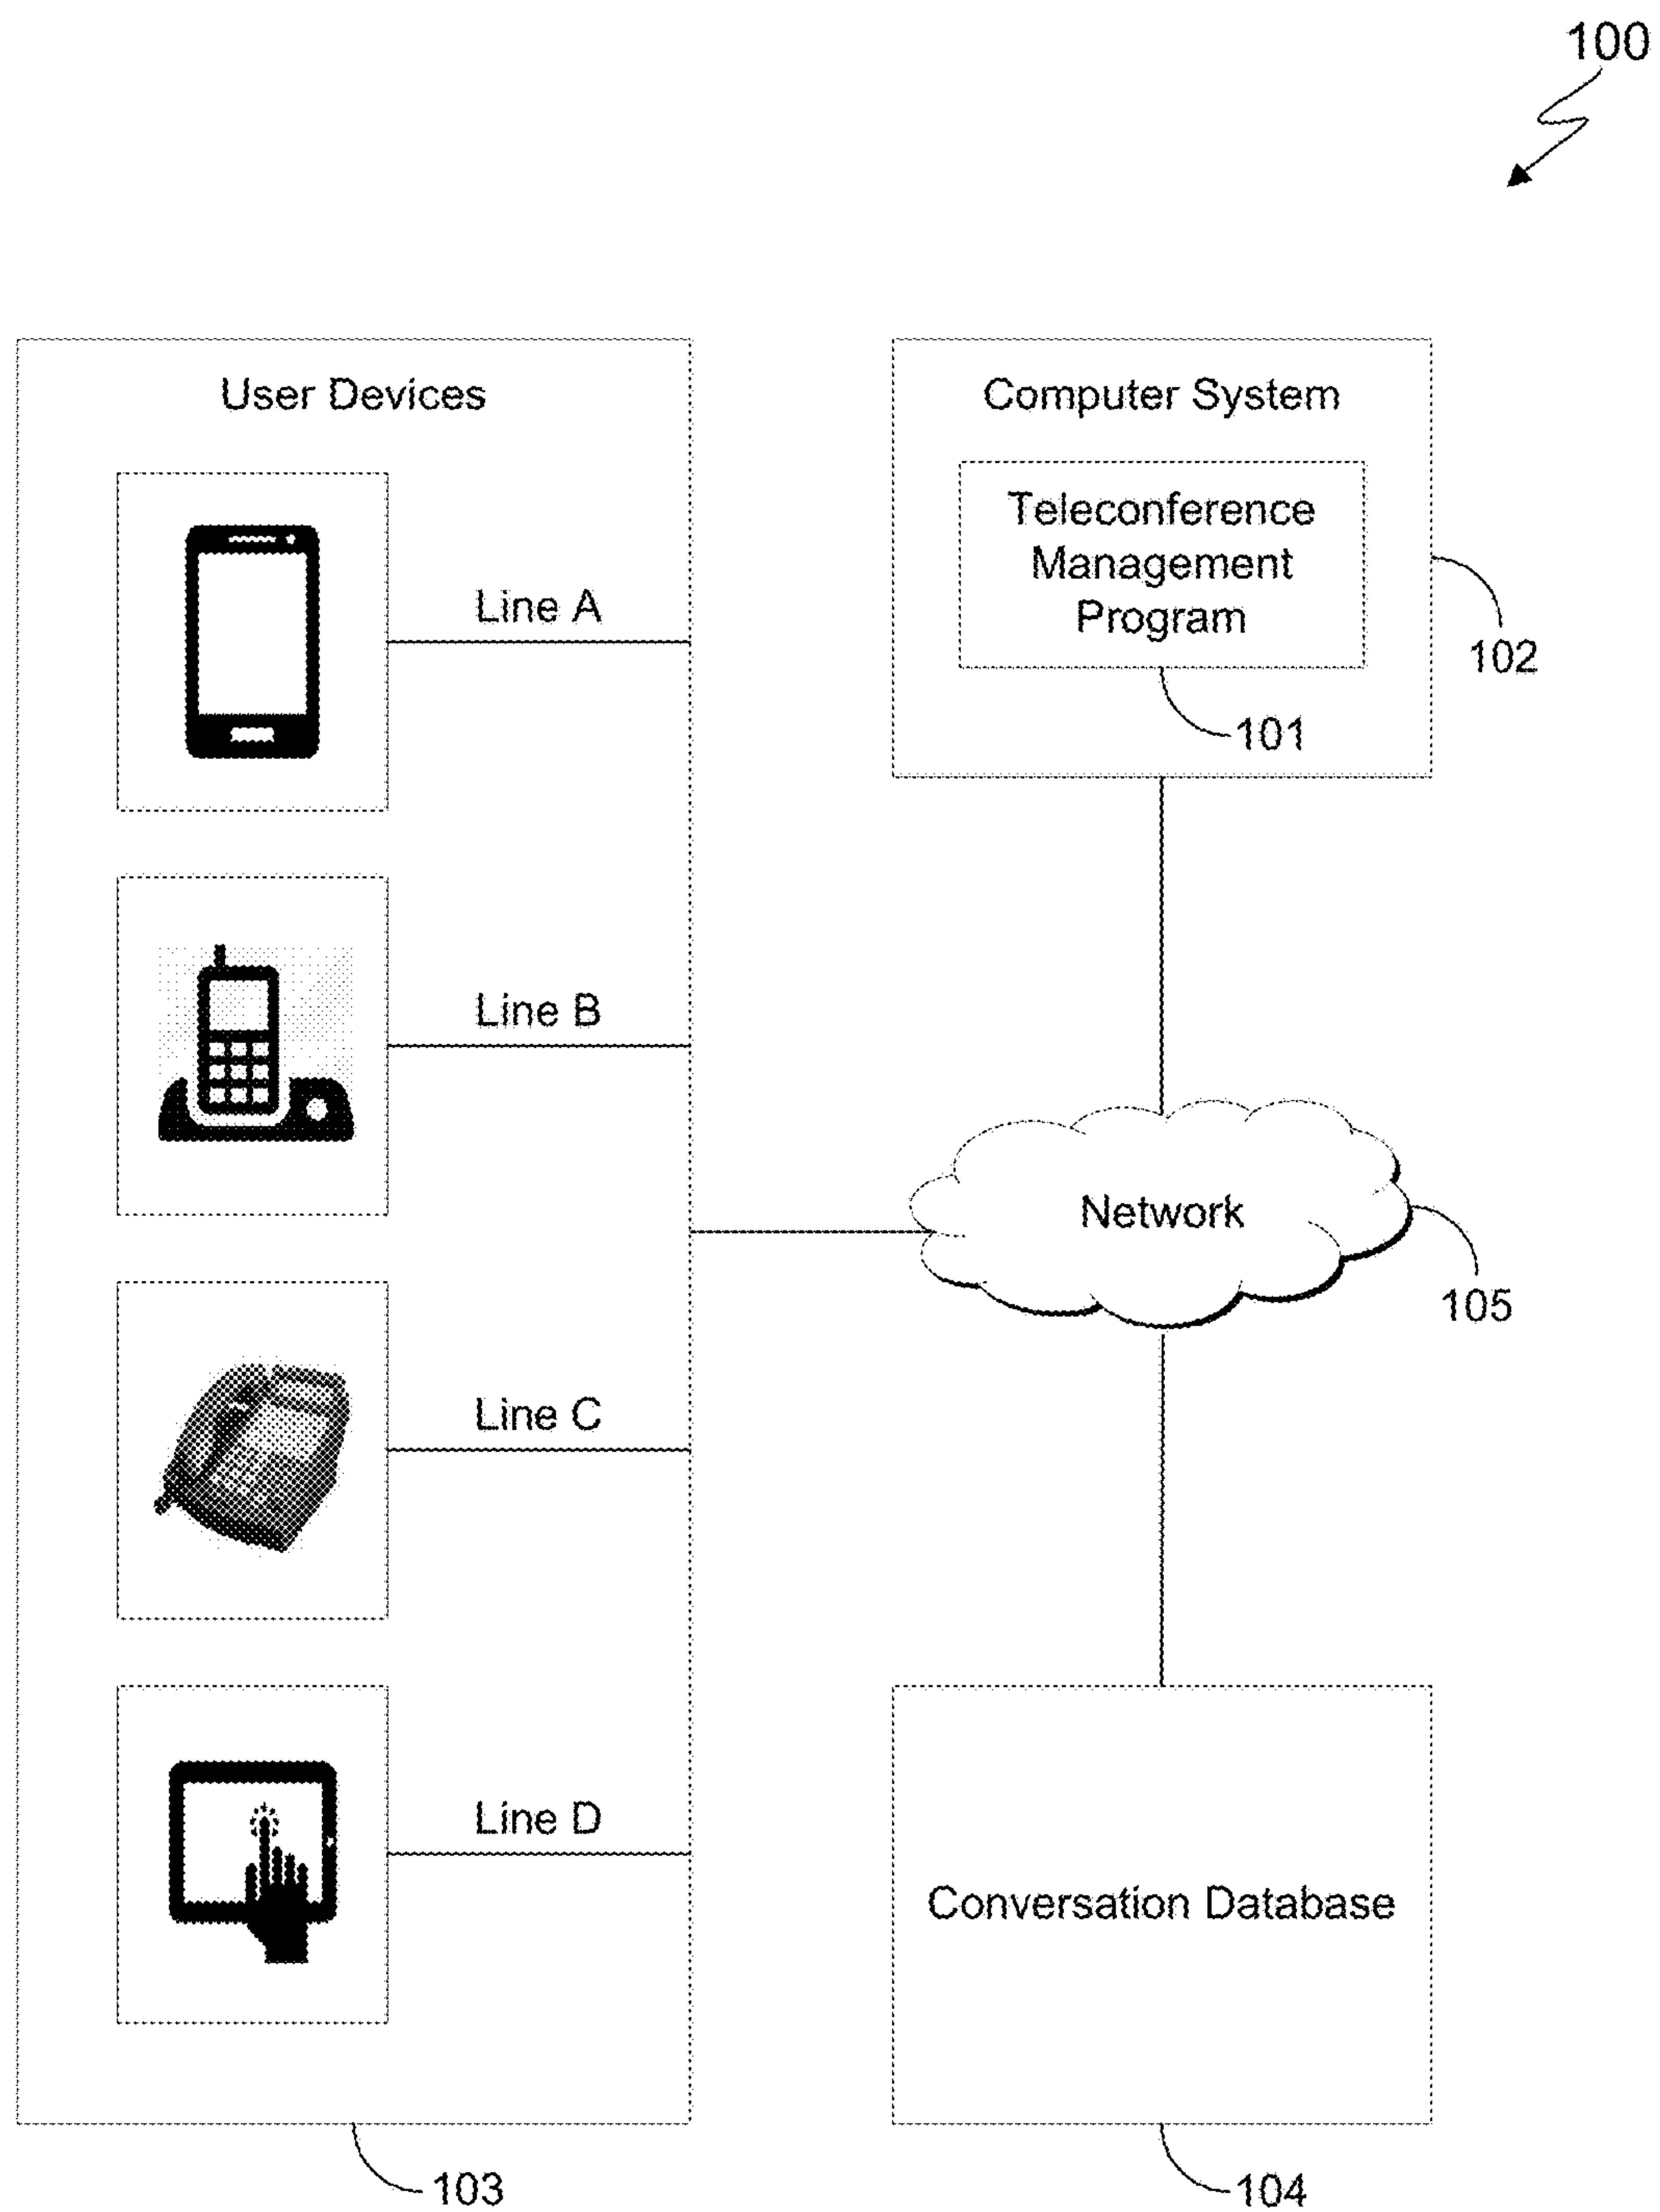 100
User Devices
Line A
Line B
Line C
Line D
103
Computer System
Teleconference
Management
Program
101
102
Network
105
Conversation Database
104